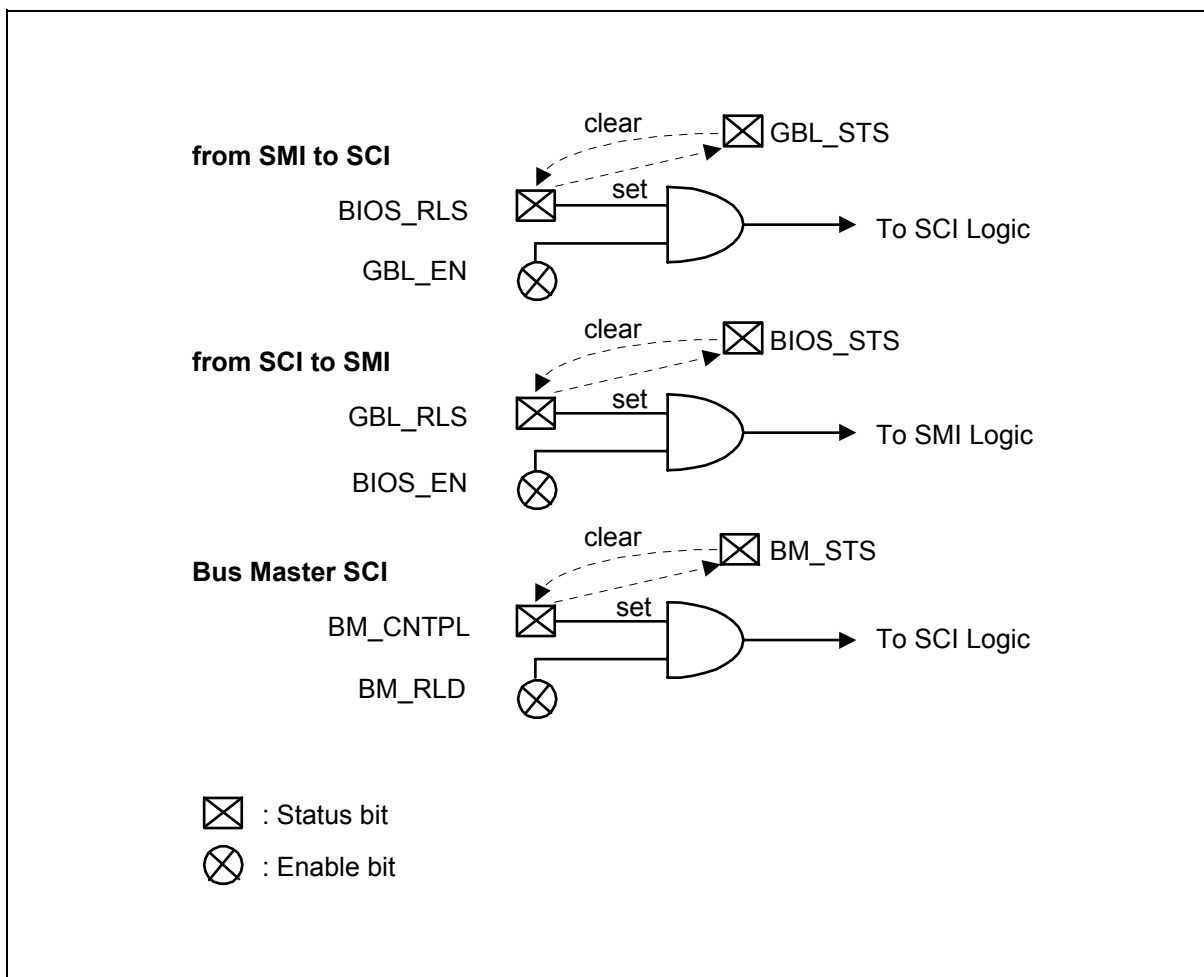 clear
GBL_STS
from SMI to SCI
set
BIOS_RLS
To SCI Logic
GBL_EN
clear
BIOS_STS
from SCI to SMI
set
GBL_RLS
To SMI Logic
BIOS_EN
clear
BM_STS
Bus Master SCI
set
BM_CNTPL
To SCI Logic
BM_RLD
: Status bit
: Enable bit